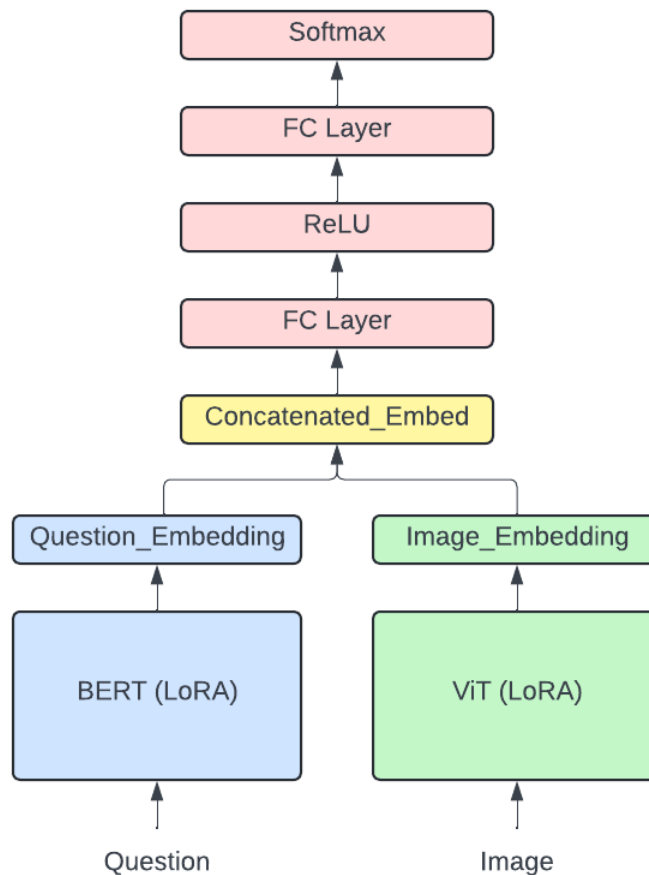 Softmax
FC Layer
ReLU
FC Layer
Concatenated_Embed
Question_Embedding
Image_Embedding
BERT (LoRA)
ViT (LoRA)
Question
Image